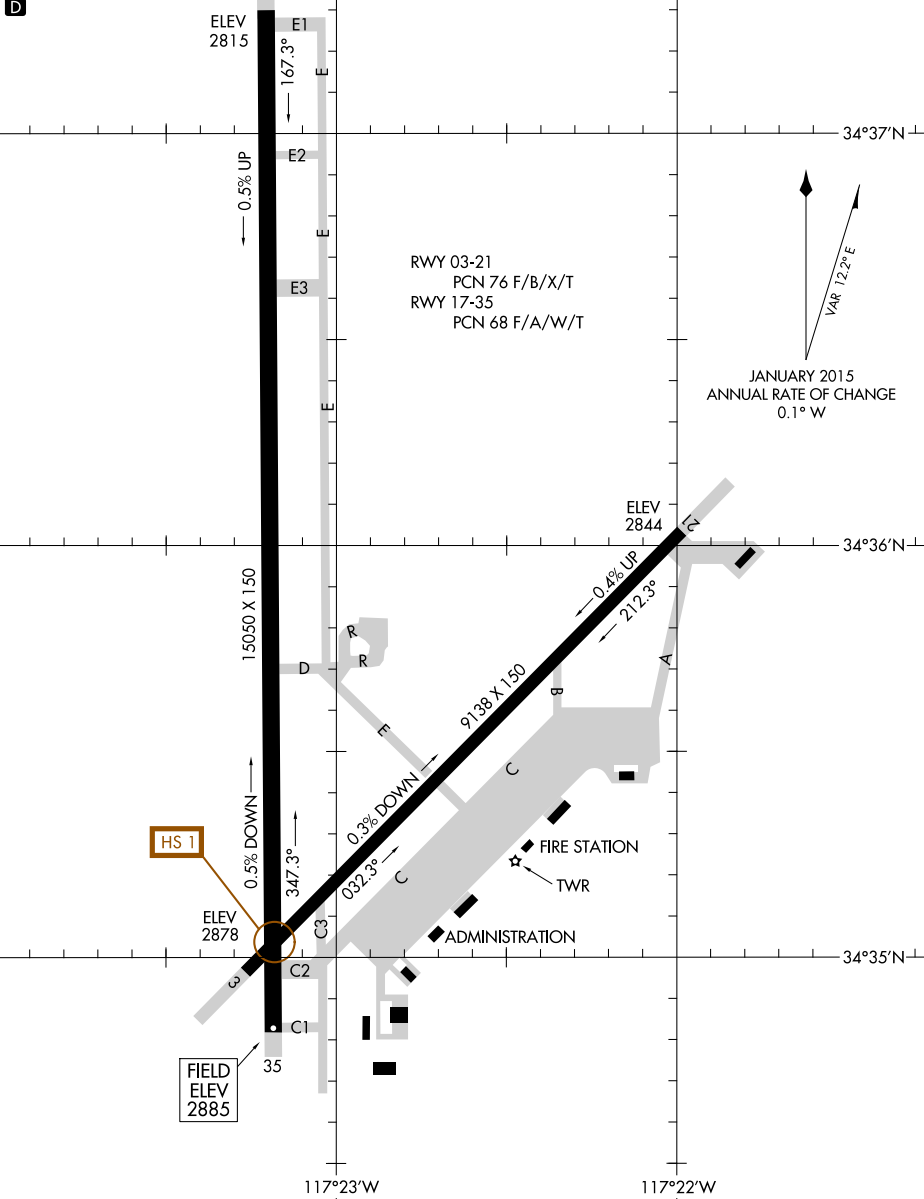 D
ELEV
2815
E1
167.3°
E
34°37'N
E2
0.5% UP
E
RWY 03-21
PCN 76 F/B/X/T
RWY 17-35
PCN 68 F/A/W/T
E3
VAR 12.2° E
JANUARY 2015
ANNUAL RATE OF CHANGE
0.1° W
E
ELEV
2844
21
34°36'N
0.4% UP
212.3°
15050 X 150
R
R
D
A
B
9138 X 150
E
C
0.3% DOWN
0.5% DOWN
HS 1
347.3°
032.3°
C
FIRE STATION
TWR
ELEV
2878
C3
ADMINISTRATION
34°35'N
C2
3
C1
35
FIELD
ELEV
2885
117°23'W
117°22'W